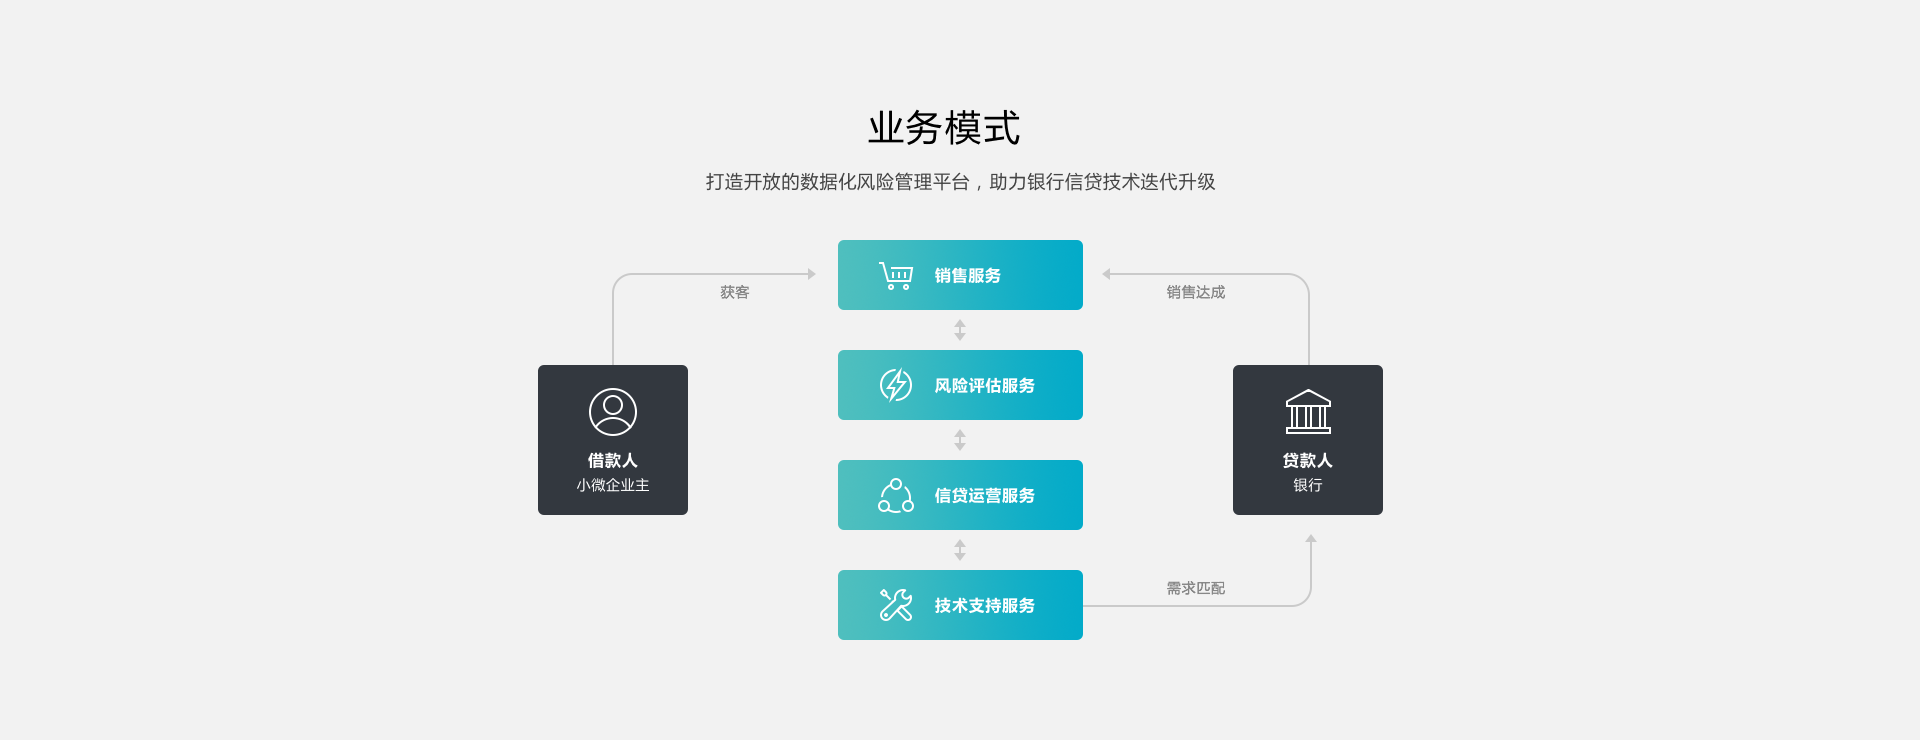 业务模式
打造开放的数据化风险管理平台，助力银行信贷技术迭代升级
销售服务
获客
销售达成
风险评估服务
借款人
小微企业主
贷款人
银行
信贷运营服务
需求匹配
技术支持服务